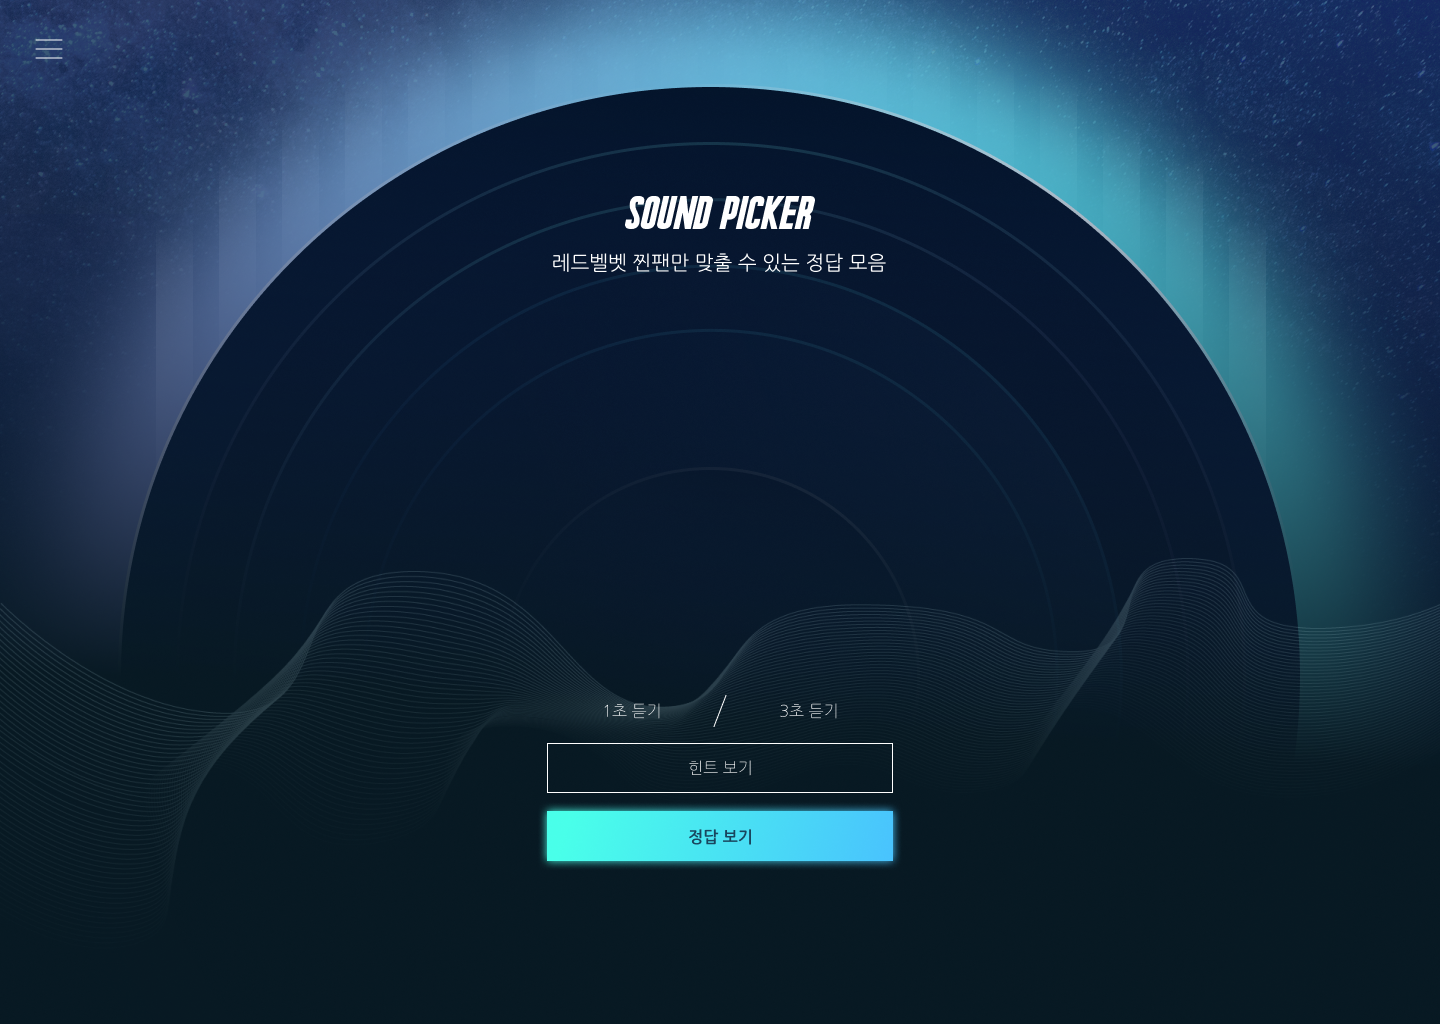 SOUND PICKER
레드벨벳 찐팬만 맞출 수 있는 정답 모음
1초 듣기 / 3초 듣기
힌트 보기
정답 보기